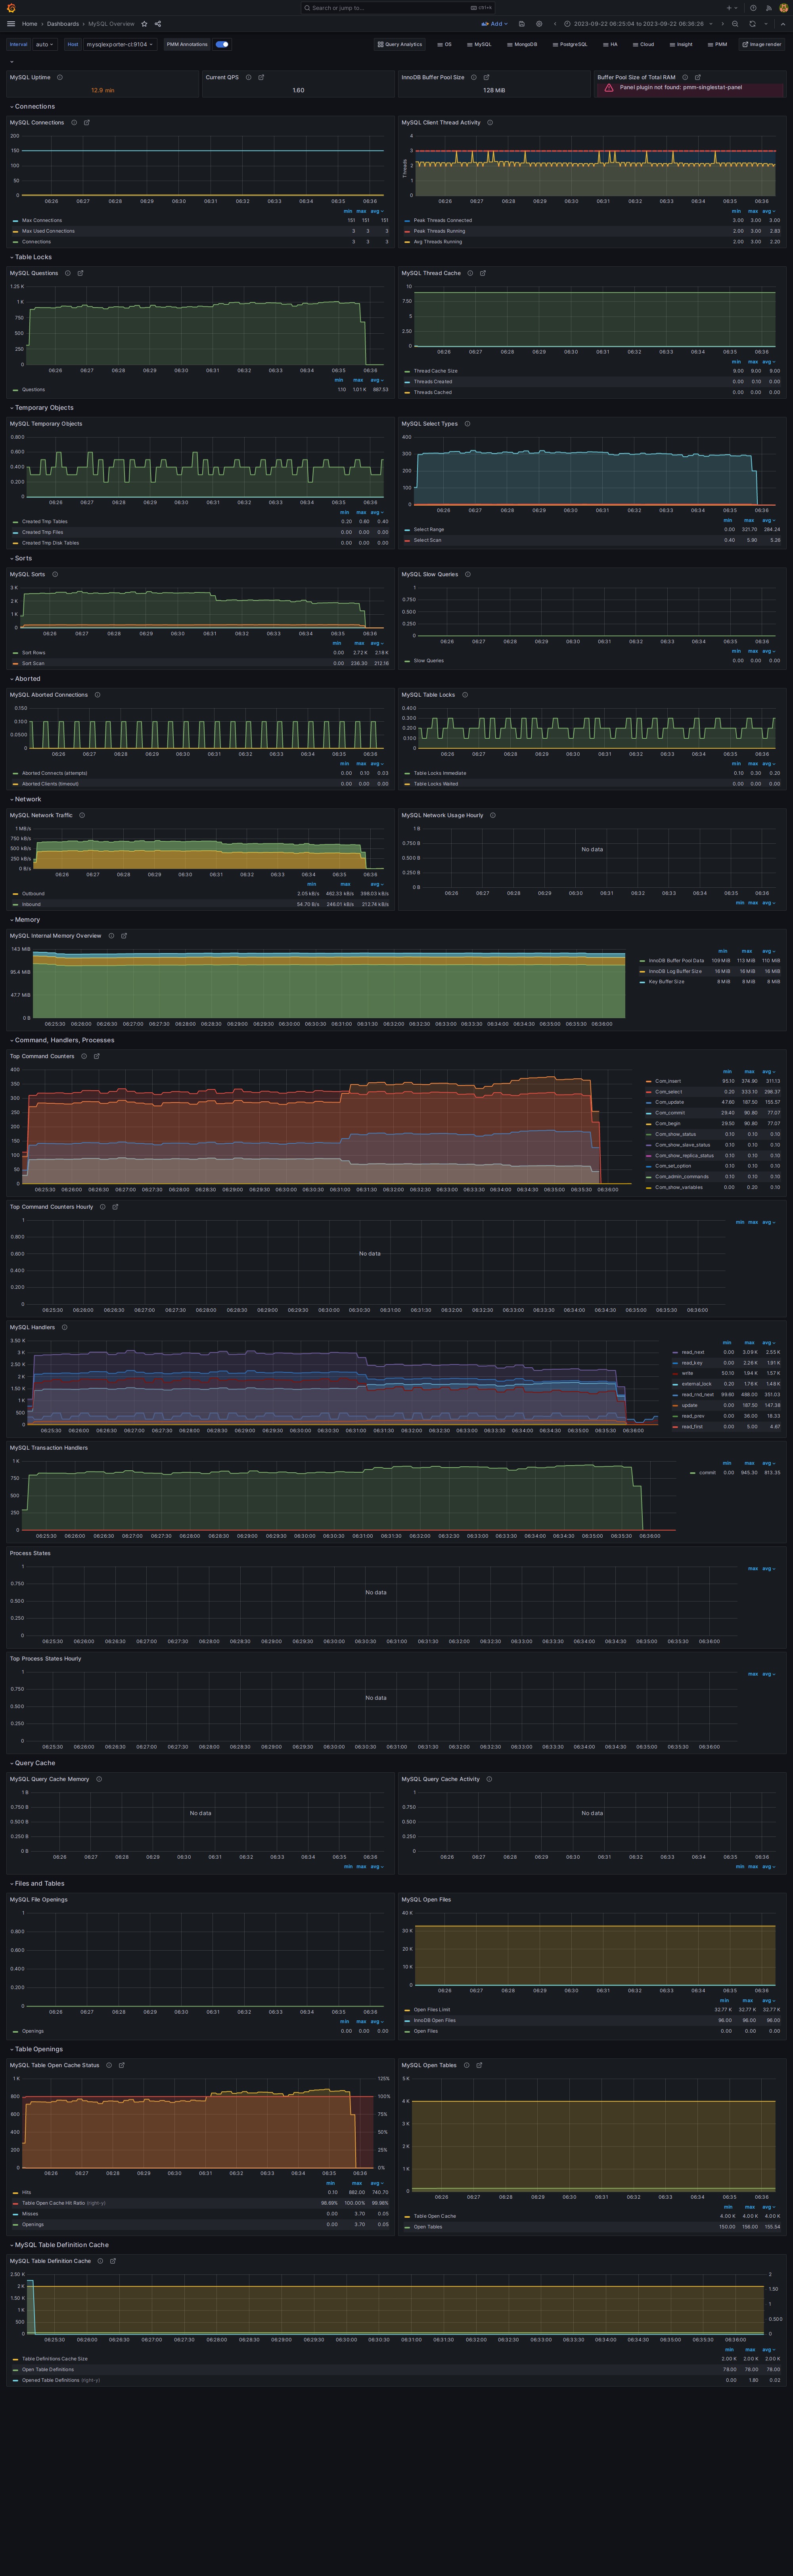 Search or jump to...
ctrl+k
Home › Dashboards › MySQL Overview
Add
2023-09-22 06:25:04 to 2023-09-22 06:36:26
Interval auto Host mysqlexporter-cl:9104 PMM Annotations
Query Analytics OS MySQL MongoDB PostgreSQL HA Cloud Insight PMM Image render
MySQL Uptime
12.9 min
Current QPS
1.60
InnoDB Buffer Pool Size
128 MiB
Buffer Pool Size of Total RAM
Panel plugin not found: pmm-singlestat-panel
Connections
MySQL Connections
200
150
100
50
0
06:26 06:27 06:28 06:29 06:30 06:31 06:32 06:33 06:34 06:35 06:36
min max avg
Max Connections 151 151 151
Max Used Connections 3 3 3
Connections 3 3 3
MySQL Client Thread Activity
Threads
4
3
2
1
0
06:26 06:27 06:28 06:29 06:30 06:31 06:32 06:33 06:34 06:35 06:36
min max avg
Peak Threads Connected 3.00 3.00 3.00
Peak Threads Running 2.00 3.00 2.83
Avg Threads Running 2.00 3.00 2.20
Table Locks
MySQL Questions
1.25 K
1 K
750
500
250
0
06:26 06:27 06:28 06:29 06:30 06:31 06:32 06:33 06:34 06:35 06:36
min max avg
Questions 1.10 1.01 K 887.53
MySQL Thread Cache
10
7.50
5
2.50
0
06:26 06:27 06:28 06:29 06:30 06:31 06:32 06:33 06:34 06:35 06:36
min max avg
Thread Cache Size 9.00 9.00 9.00
Threads Created 0.00 0.10 0.00
Threads Cached 0.00 0.00 0.00
Temporary Objects
MySQL Temporary Objects
0.800
0.600
0.400
0.200
0
06:26 06:27 06:28 06:29 06:30 06:31 06:32 06:33 06:34 06:35 06:36
min max avg
Created Tmp Tables 0.20 0.60 0.40
Created Tmp Files 0.00 0.00 0.00
Created Tmp Disk Tables 0.00 0.00 0.00
MySQL Select Types
400
300
200
100
0
06:26 06:27 06:28 06:29 06:30 06:31 06:32 06:33 06:34 06:35 06:36
min max avg
Select Range 0.00 321.70 284.24
Select Scan 0.40 5.90 5.28
Sorts
MySQL Sorts
3 K
2 K
1 K
0
06:26 06:27 06:28 06:29 06:30 06:31 06:32 06:33 06:34 06:35 06:36
min max avg
Sort Rows 0.00 2.72 K 2.18 K
Sort Scan 0.00 236.30 212.16
MySQL Slow Queries
1
0.750
0.500
0.250
0
06:26 06:27 06:28 06:29 06:30 06:31 06:32 06:33 06:34 06:35 06:36
min max avg
Slow Queries 0.00 0.00 0.00
Aborted
MySQL Aborted Connections
0.150
0.100
0.0500
0
06:26 06:27 06:28 06:29 06:30 06:31 06:32 06:33 06:34 06:35 06:36
min max avg
Aborted Connects (attempts) 0.00 0.10 0.03
Aborted Clients (timeout) 0.00 0.00 0.00
MySQL Table Locks
0.400
0.300
0.200
0.100
0
06:26 06:27 06:28 06:29 06:30 06:31 06:32 06:33 06:34 06:35 06:36
min max avg
Table Locks Immediate 0.10 0.30 0.20
Table Locks Waited 0.00 0.00 0.00
Network
MySQL Network Traffic
1 MB/s
750 kB/s
500 kB/s
250 kB/s
0 B/s
06:26 06:27 06:28 06:29 06:30 06:31 06:32 06:33 06:34 06:35 06:36
min max avg
Outbound 2.05 kB/s 462.33 kB/s 398.03 kB/s
Inbound 54.70 B/s 246.01 kB/s 212.74 kB/s
MySQL Network Usage Hourly
1 B
0.750 B
0.500 B
0.250 B
0 B
No data
06:26 06:27 06:28 06:29 06:30 06:31 06:32 06:33 06:34 06:35 06:36
min max avg
Memory
MySQL Internal Memory Overview
143 MiB
95.4 MiB
47.7 MiB
0 B
06:25:30 06:26:00 06:26:30 06:27:00 06:27:30 06:28:00 06:28:30 06:29:00 06:29:30 06:30:00 06:30:30 06:31:00 06:31:30 06:32:00 06:32:30 06:33:00 06:33:30 06:34:00 06:34:30 06:35:00 06:35:30 06:36:00
min max avg
InnoDB Buffer Pool Data 109 MiB 113 MiB 110 MiB
InnoDB Log Buffer Size 16 MiB 16 MiB 16 MiB
Key Buffer Size 8 MiB 8 MiB 8 MiB
Command, Handlers, Processes
Top Command Counters
400
350
300
250
200
150
100
50
0
06:25:30 06:26:00 06:26:30 06:27:00 06:27:30 06:28:00 06:28:30 06:29:00 06:29:30 06:30:00 06:30:30 06:31:00 06:31:30 06:32:00 06:32:30 06:33:00 06:33:30 06:34:00 06:34:30 06:35:00 06:35:30 06:36:00
min max avg
Com_insert 95.10 374.90 311.13
Com_select 0.20 333.10 296.37
Com_update 47.60 187.50 155.57
Com_commit 29.40 90.80 77.07
Com_begin 29.50 90.80 77.07
Com_show_status 0.10 0.10 0.10
Com_show_slave_status 0.10 0.10 0.10
Com_show_replica_status 0.10 0.10 0.10
Com_set_option 0.10 0.10 0.10
Com_admin_commands 0.10 0.10 0.10
Com_show_variables 0.00 0.20 0.10
Top Command Counters Hourly
1
0.800
0.600
0.400
0.200
0
No data
06:25:30 06:26:00 06:26:30 06:27:00 06:27:30 06:28:00 06:28:30 06:29:00 06:29:30 06:30:00 06:30:30 06:31:00 06:31:30 06:32:00 06:32:30 06:33:00 06:33:30 06:34:00 06:34:30 06:35:00 06:35:30 06:36:00
min max avg
MySQL Handlers
3.50 K
3 K
2.50 K
2 K
1.50 K
1 K
500
0
06:25:30 06:26:00 06:26:30 06:27:00 06:27:30 06:28:00 06:28:30 06:29:00 06:29:30 06:30:00 06:30:30 06:31:00 06:31:30 06:32:00 06:32:30 06:33:00 06:33:30 06:34:00 06:34:30 06:35:00 06:35:30 06:36:00
min max avg
read_next 0.00 3.09 K 2.55 K
read_key 0.00 2.26 K 1.91 K
write 50.10 1.94 K 1.57 K
external_lock 0.20 1.76 K 1.48 K
read_rnd_next 99.60 486.00 351.03
update 0.00 187.50 147.38
read_prev 0.00 36.00 18.33
read_first 0.00 5.00 4.67
MySQL Transaction Handlers
1 K
750
500
250
0
06:25:30 06:26:00 06:26:30 06:27:00 06:27:30 06:28:00 06:28:30 06:29:00 06:29:30 06:30:00 06:30:30 06:31:00 06:31:30 06:32:00 06:32:30 06:33:00 06:33:30 06:34:00 06:34:30 06:35:00 06:35:30 06:36:00
min max avg
commit 0.00 945.30 813.35
Process States
1
0.750
0.500
0.250
0
No data
06:25:30 06:26:00 06:26:30 06:27:00 06:27:30 06:28:00 06:28:30 06:29:00 06:29:30 06:30:00 06:30:30 06:31:00 06:31:30 06:32:00 06:32:30 06:33:00 06:33:30 06:34:00 06:34:30 06:35:00 06:35:30 06:36:00
max avg
Top Process States Hourly
1
0.750
0.500
0.250
0
No data
06:25:30 06:26:00 06:26:30 06:27:00 06:27:30 06:28:00 06:28:30 06:29:00 06:29:30 06:30:00 06:30:30 06:31:00 06:31:30 06:32:00 06:32:30 06:33:00 06:33:30 06:34:00 06:34:30 06:35:00 06:35:30 06:36:00
max avg
Query Cache
MySQL Query Cache Memory
1 B
0.750 B
0.500 B
0.250 B
0 B
No data
06:26 06:27 06:28 06:29 06:30 06:31 06:32 06:33 06:34 06:35 06:36
min max avg
MySQL Query Cache Activity
1
0.750
0.500
0.250
0
No data
06:26 06:27 06:28 06:29 06:30 06:31 06:32 06:33 06:34 06:35 06:36
min max avg
Files and Tables
MySQL File Openings
1
0.800
0.600
0.400
0.200
0
06:26 06:27 06:28 06:29 06:30 06:31 06:32 06:33 06:34 06:35 06:36
min max avg
Openings 0.00 0.00 0.00
MySQL Open Files
40 K
30 K
20 K
10 K
0
06:26 06:27 06:28 06:29 06:30 06:31 06:32 06:33 06:34 06:35 06:36
min max avg
Open Files Limit 32.77 K 32.77 K 32.77 K
InnoDB Open Files 96.00 96.00 96.00
Open Files 0.00 0.00 0.00
Table Openings
MySQL Table Open Cache Status
1 K
800
600
400
200
0
125%
100%
75%
50%
25%
0%
06:26 06:27 06:28 06:29 06:30 06:31 06:32 06:33 06:34 06:35 06:36
min max avg
Hits 0.10 882.00 740.70
Table Open Cache Hit Ratio (right-y) 98.69% 100.00% 99.98%
Misses 0.00 3.70 0.05
Openings 0.00 3.70 0.05
MySQL Open Tables
5 K
4 K
3 K
2 K
1 K
0
06:26 06:27 06:28 06:29 06:30 06:31 06:32 06:33 06:34 06:35 06:36
min max avg
Table Open Cache 4.00 K 4.00 K 4.00 K
Open Tables 150.00 156.00 155.54
MySQL Table Definition Cache
MySQL Table Definition Cache
2.50 K
2 K
1.50 K
1 K
500
0
2
1.50
1
0.500
0
06:25:30 06:26:00 06:26:30 06:27:00 06:27:30 06:28:00 06:28:30 06:29:00 06:29:30 06:30:00 06:30:30 06:31:00 06:31:30 06:32:00 06:32:30 06:33:00 06:33:30 06:34:00 06:34:30 06:35:00 06:35:30 06:36:00
min max avg
Table Definitions Cache Size 2.00 K 2.00 K 2.00 K
Open Table Definitions 78.00 78.00 78.00
Opened Table Definitions (right-y) 0.00 1.80 0.02